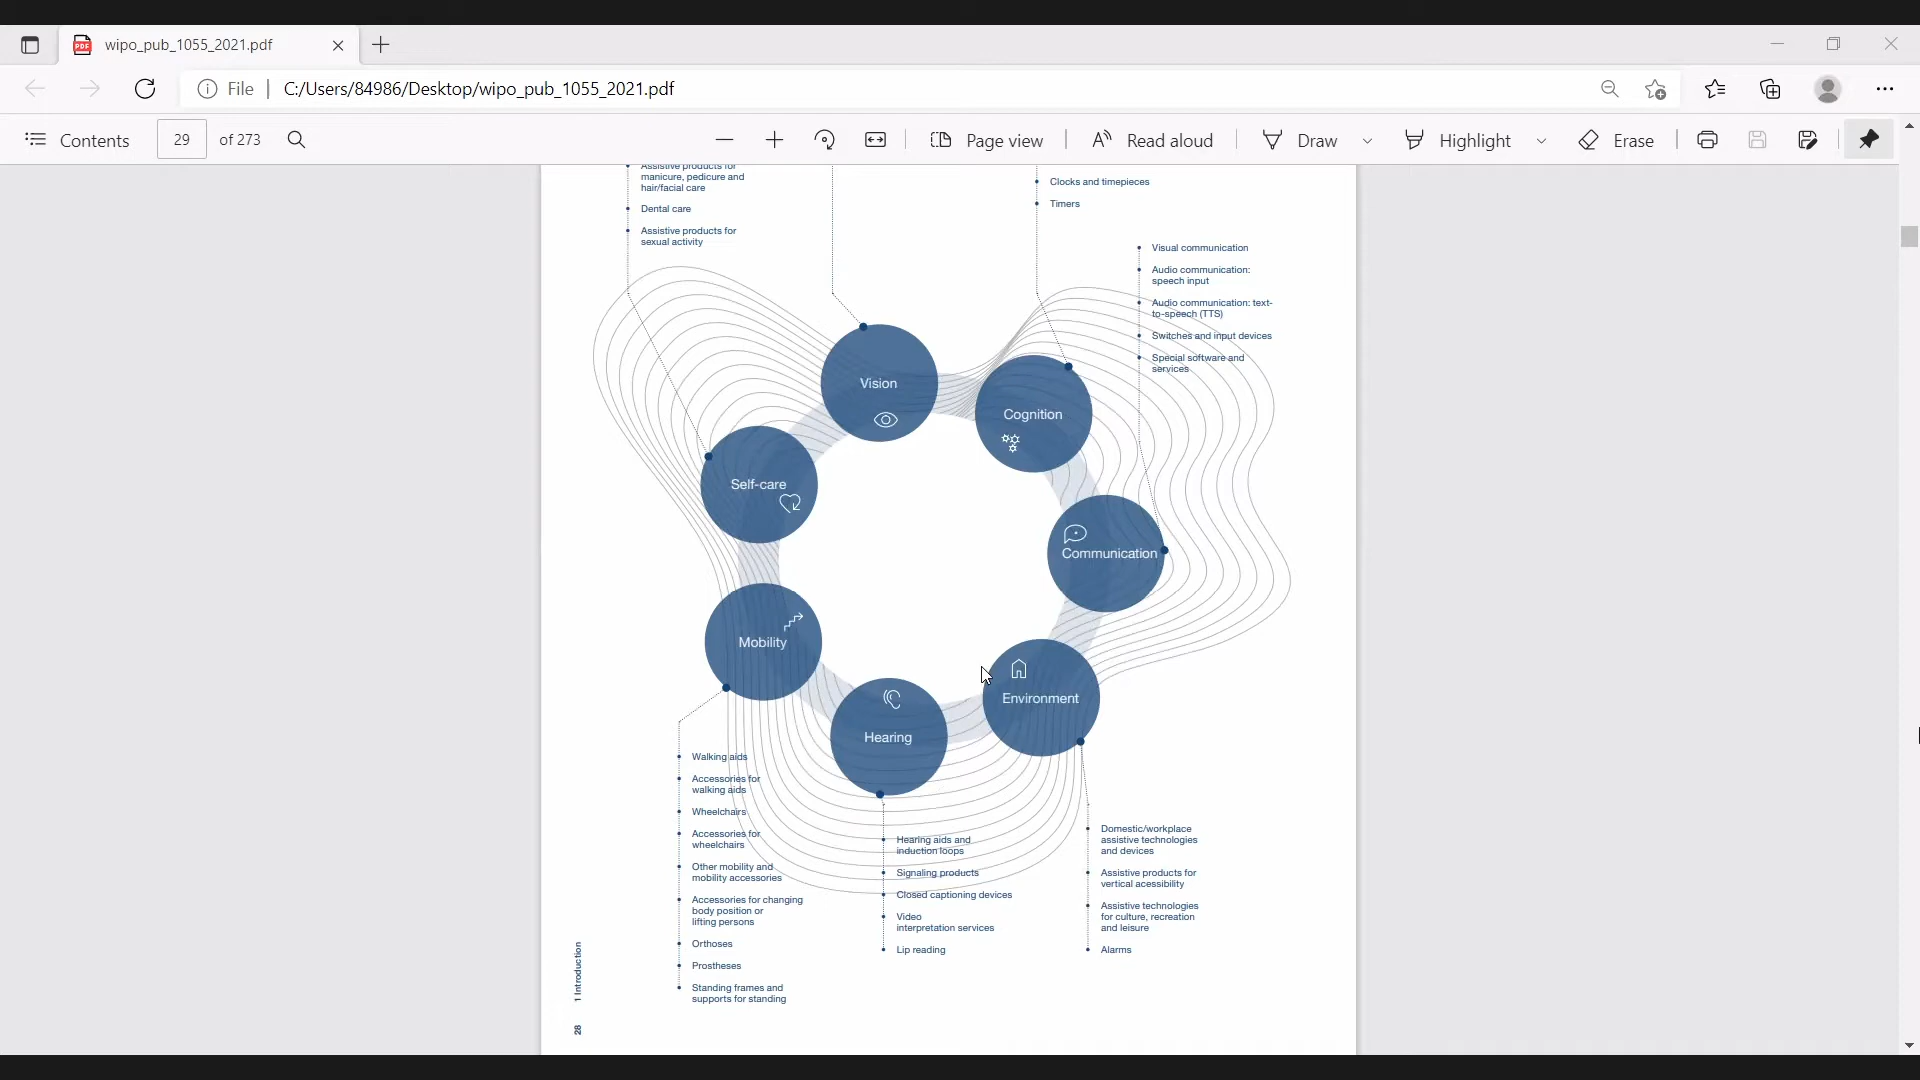 wipo_pub_1055_2021.pdf
File
C:/Users/84986/Desktop/wipo_pub_1055_2021.pdf
Contents
29
of 273
Page view
Read aloud
Draw
Highlight
Erase
Assistive products for
manicure, pedicure and
hair/facial care
Dental care
Assistive products for
sexual activity
Clocks and timepieces
Timers
Visual communication
Audio communication:
speech input
Audio communication: text-
to-speech (TTS)
Switches and input devices
Special software and
services
Vision
Cognition
Self-care
Communication
Mobility
Environment
Hearing
Walking aids
Accessories for
walking aids
Wheelchairs
Accessories for
wheelchairs
Other mobility and
mobility accessories
Accessories for changing
body position or
lifting persons
Orthoses
Prostheses
Standing frames and
supports for standing
Hearing aids and
induction loops
Signaling products
Closed captioning devices
Video
interpretation services
Lip reading
Domestic/workplace
assistive technologies
and devices
Assistive products for
vertical acessibility
Assistive technologies
for culture, recreation
and leisure
Alarms
1 Introduction
28